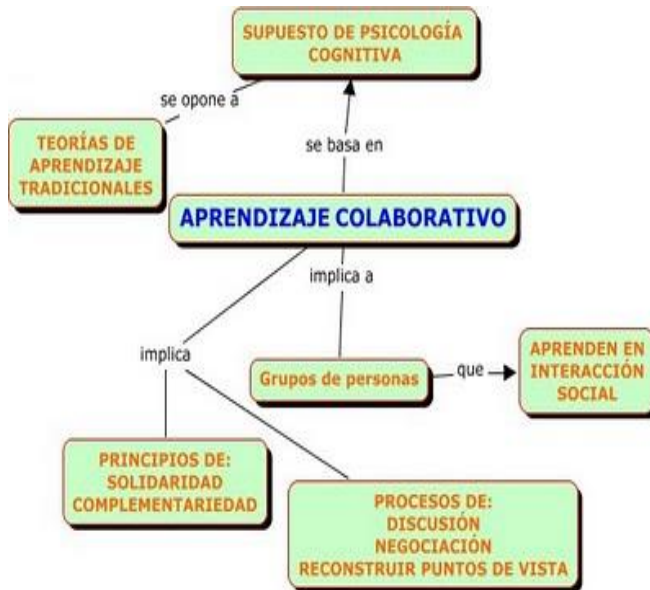 SUPUESTO DE PSICOLOGÍA
COGNITIVA
se opone a
TEORÍAS DE
APRENDIZAJE
TRADICIONALES
se basa en
APRENDIZAJE COLABORATIVO
implica a
implica
Grupos de personas
que
APRENDEN EN
INTERACCIÓN
SOCIAL
PRINCIPIOS DE:
SOLIDARIDAD
COMPLEMENTARIEDAD
PROCESOS DE:
DISCUSIÓN
NEGOCIACIÓN
RECONSTRUIR PUNTOS DE VISTA